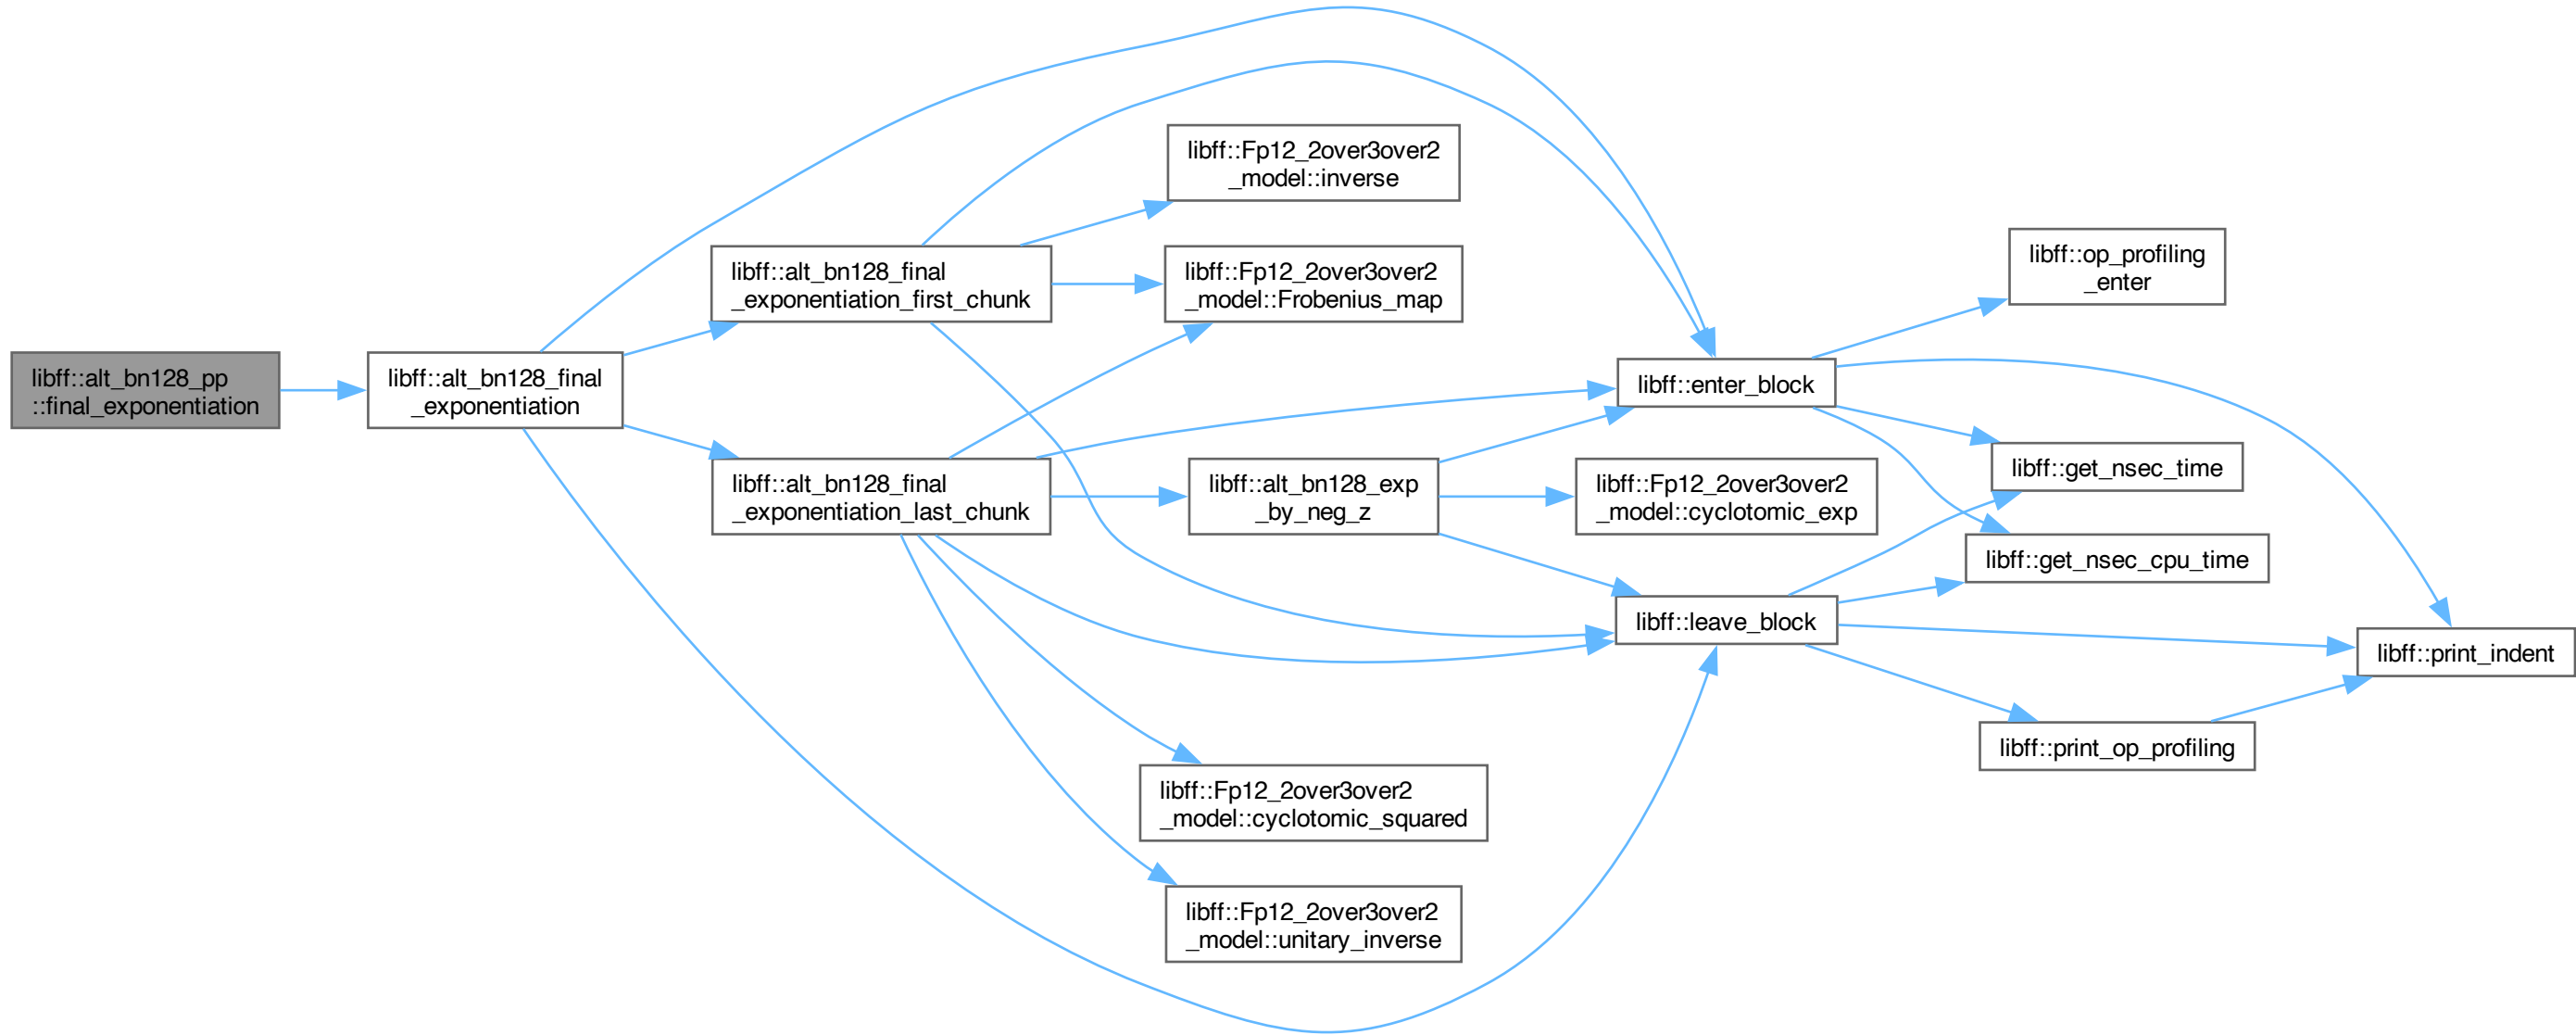 libff::alt_bn128_pp
::final_exponentiation
libff::alt_bn128_final
_exponentiation
libff::alt_bn128_final
_exponentiation_first_chunk
libff::alt_bn128_final
_exponentiation_last_chunk
libff::Fp12_2over3over2
_model::inverse
libff::Fp12_2over3over2
_model::Frobenius_map
libff::alt_bn128_exp
_by_neg_z
libff::Fp12_2over3over2
_model::cyclotomic_squared
libff::Fp12_2over3over2
_model::unitary_inverse
libff::enter_block
libff::Fp12_2over3over2
_model::cyclotomic_exp
libff::leave_block
libff::op_profiling
_enter
libff::get_nsec_time
libff::get_nsec_cpu_time
libff::print_op_profiling
libff::print_indent